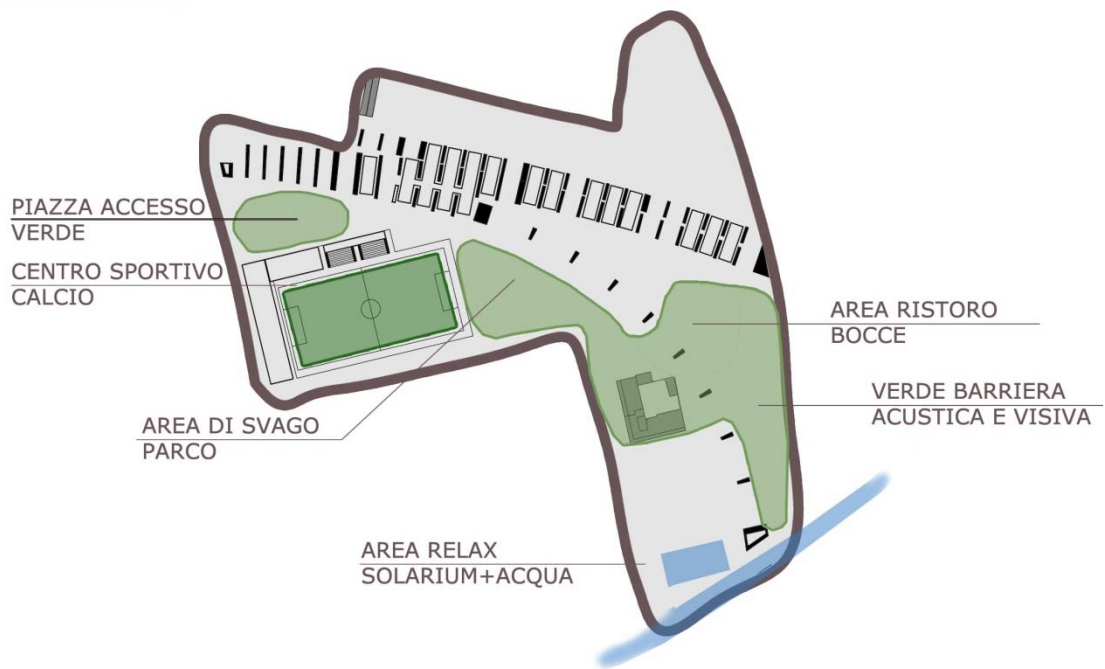 PIAZZA ACCESSO
VERDE
CENTRO SPORTIVO
CALCIO
AREA DI SVAGO
PARCO
AREA RELAX
SOLARIUM+ACQUA
AREA RISTORO
BOCCE
VERDE BARRIERA
ACUSTICA E VISIVA